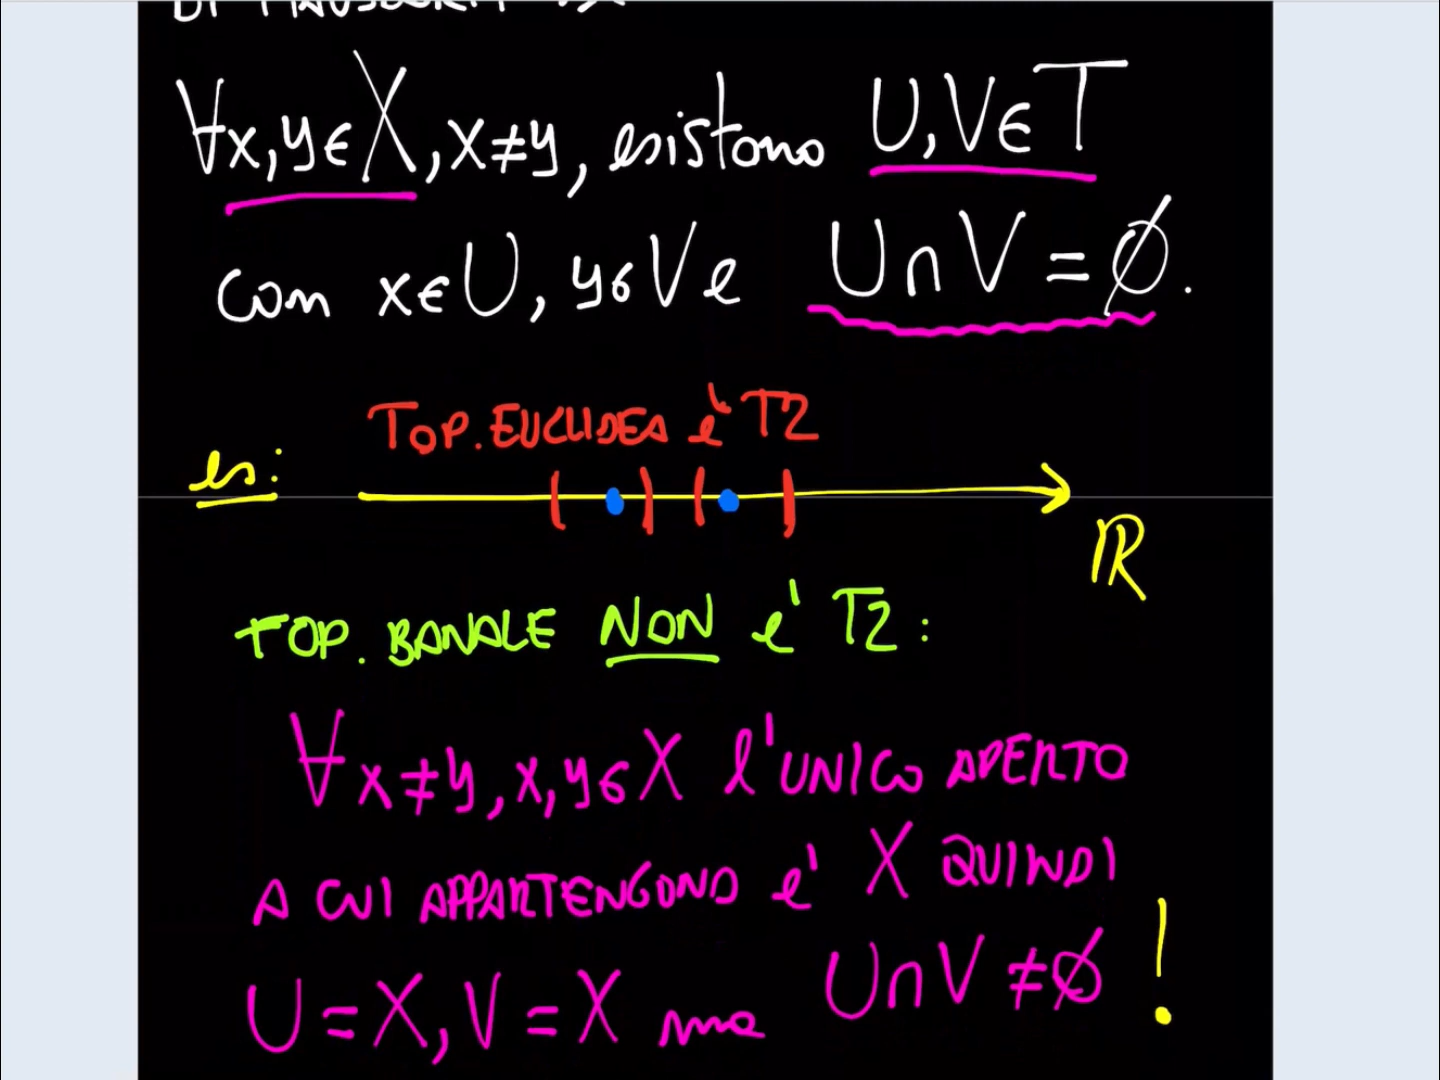 ∀x,y∈X, x≠y, esistono U,V∈T
con x∈U, y∈V e U∩V=∅.
TOP. EUCLIDEA è T2
es:
ℝ
TOP. BANALE NON è T2:
∀x≠y, x,y∈X l'UNICO APERTO
A CUI APPARTENGONO è X QUINDI
U=X, V=X ma U∩V≠∅ !